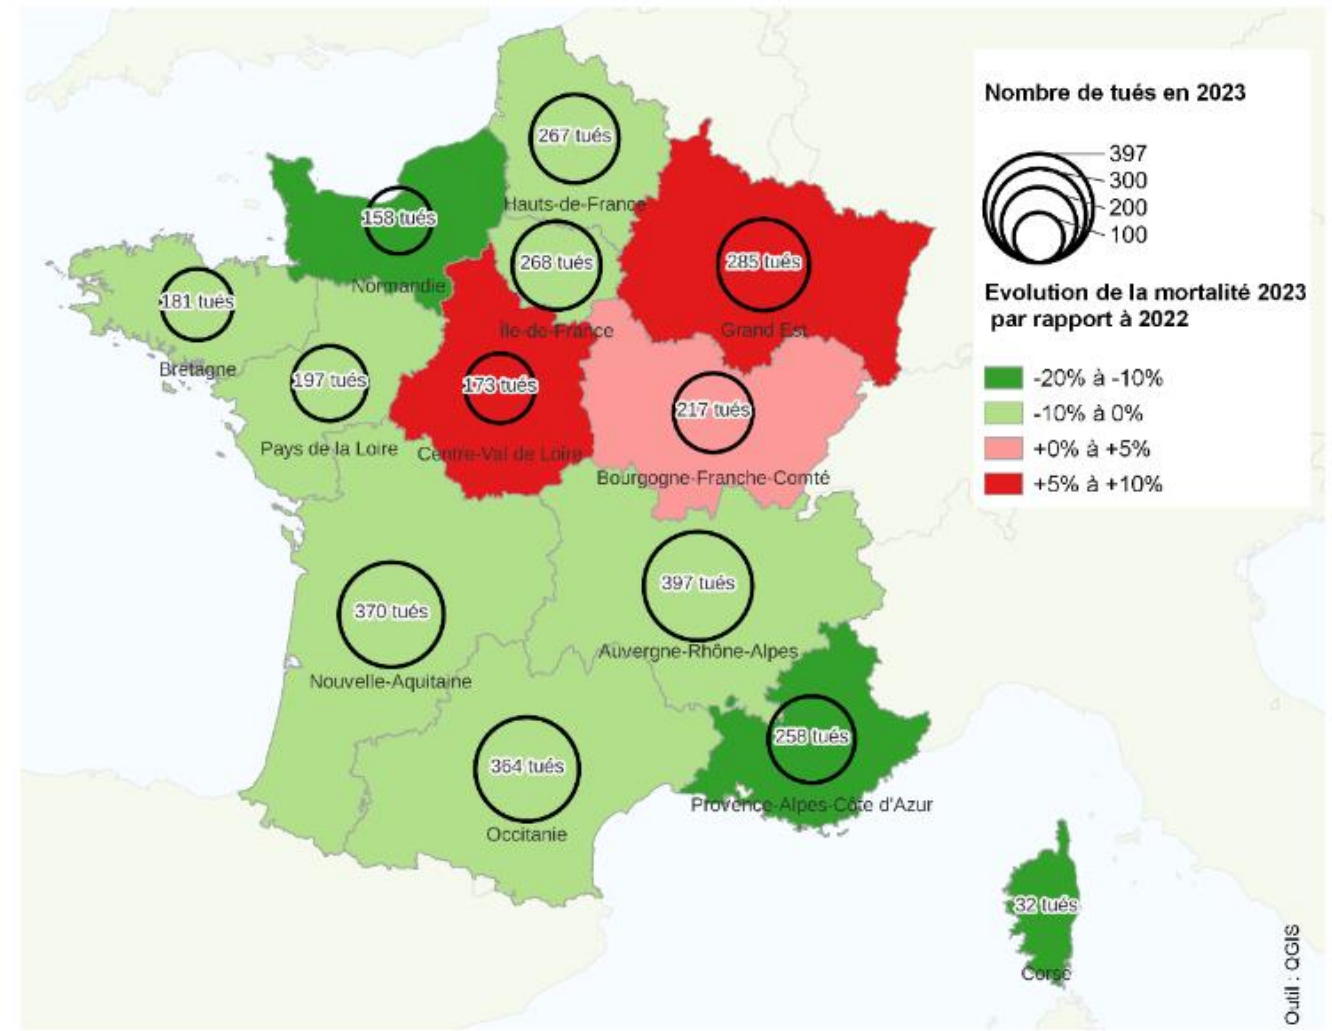 Nombre de tués en 2023
397
300
200
100
Evolution de la mortalité 2023
par rapport à 2022
-20% à -10%
-10% à 0%
+0% à +5%
+5% à +10%
267 tués
Hauts-de-France
158 tués
Normandie
268 tués
Île-de-France
285 tués
Grand Est
181 tués
Bretagne
197 tués
Pays de la Loire
173 tués
Centre-Val de Loire
217 tués
Bourgogne-Franche-Comté
370 tués
Nouvelle-Aquitaine
397 tués
Auvergne-Rhône-Alpes
364 tués
Occitanie
258 tués
Provence-Alpes-Côte d'Azur
32 tués
Corse
Outil : QGIS